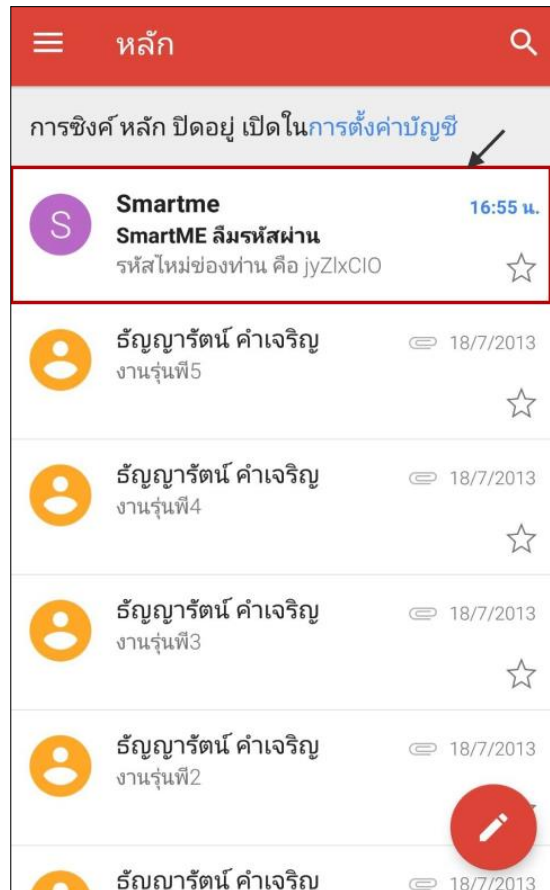 หลัก
การซิงค์ หลัก ปิดอยู่ เปิดในการตั้งค่าบัญชี
S
Smartme 16:55 น.
SmartME ลืมรหัสผ่าน
รหัสใหม่ข่องท่าน คือ jyZlxClO
ธัญญารัตน์ คำเจริญ 18/7/2013
งานรุ่นพี5
ธัญญารัตน์ คำเจริญ 18/7/2013
งานรุ่นพี4
ธัญญารัตน์ คำเจริญ 18/7/2013
งานรุ่นพี3
ธัญญารัตน์ คำเจริญ 18/7/2013
งานรุ่นพี2
ธัญญารัตน์ คำเจริญ 18/7/2013